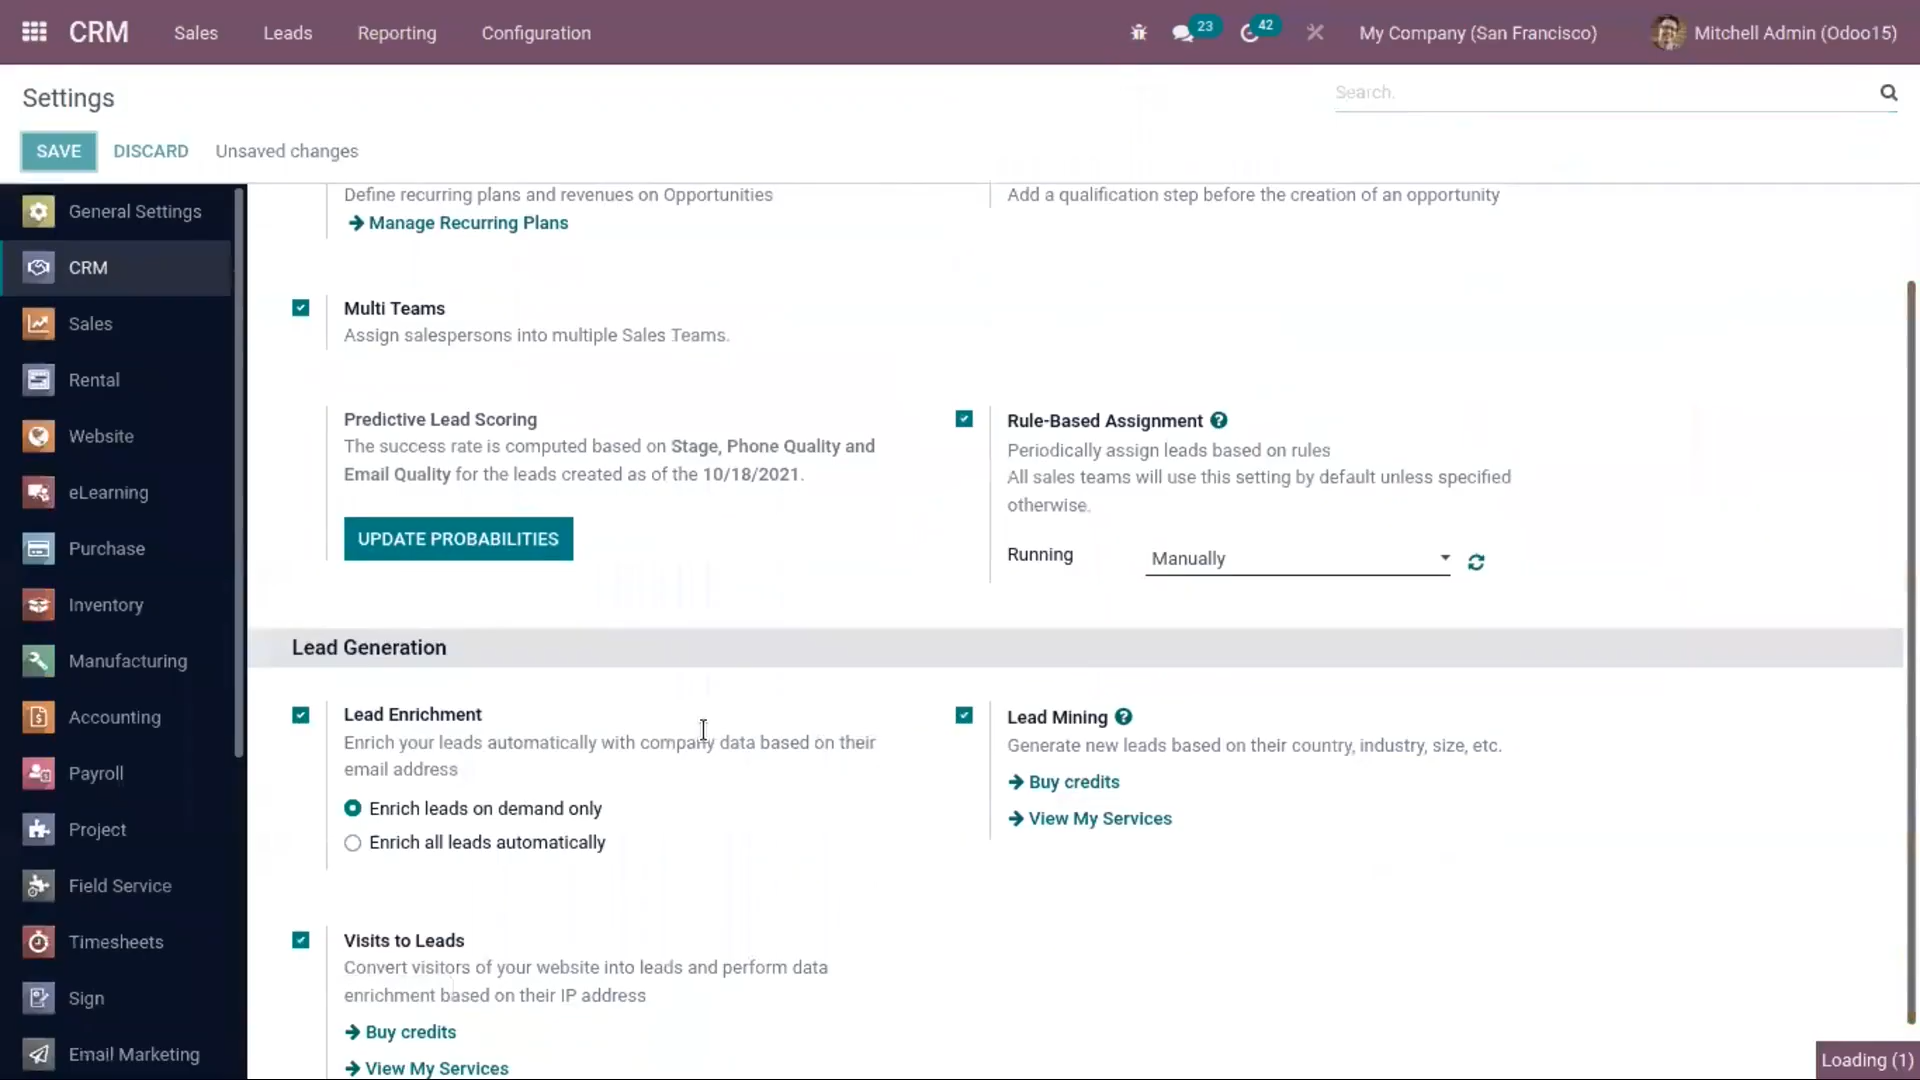 CRM Sales Leads Reporting Configuration 23 42 My Company (San Francisco) Mitchell Admin (Odoo15)
Settings
Search.
SAVE DISCARD Unsaved changes
General Settings
CRM
Sales
Rental
Website
eLearning
Purchase
Inventory
Manufacturing
Accounting
Payroll
Project
Field Service
Timesheets
Sign
Email Marketing
Define recurring plans and revenues on Opportunities
Manage Recurring Plans
Add a qualification step before the creation of an opportunity
Multi Teams
Assign salespersons into multiple Sales Teams.
Predictive Lead Scoring
The success rate is computed based on Stage, Phone Quality and
Email Quality for the leads created as of the 10/18/2021.
UPDATE PROBABILITIES
Rule-Based Assignment ?
Periodically assign leads based on rules
All sales teams will use this setting by default unless specified
otherwise.
Running Manually
Lead Generation
Lead Enrichment
Enrich your leads automatically with company data based on their
email address
Enrich leads on demand only
Enrich all leads automatically
Lead Mining ?
Generate new leads based on their country, industry, size, etc.
Buy credits
View My Services
Visits to Leads
Convert visitors of your website into leads and perform data
enrichment based on their IP address
Buy credits
View My Services
Loading (1)